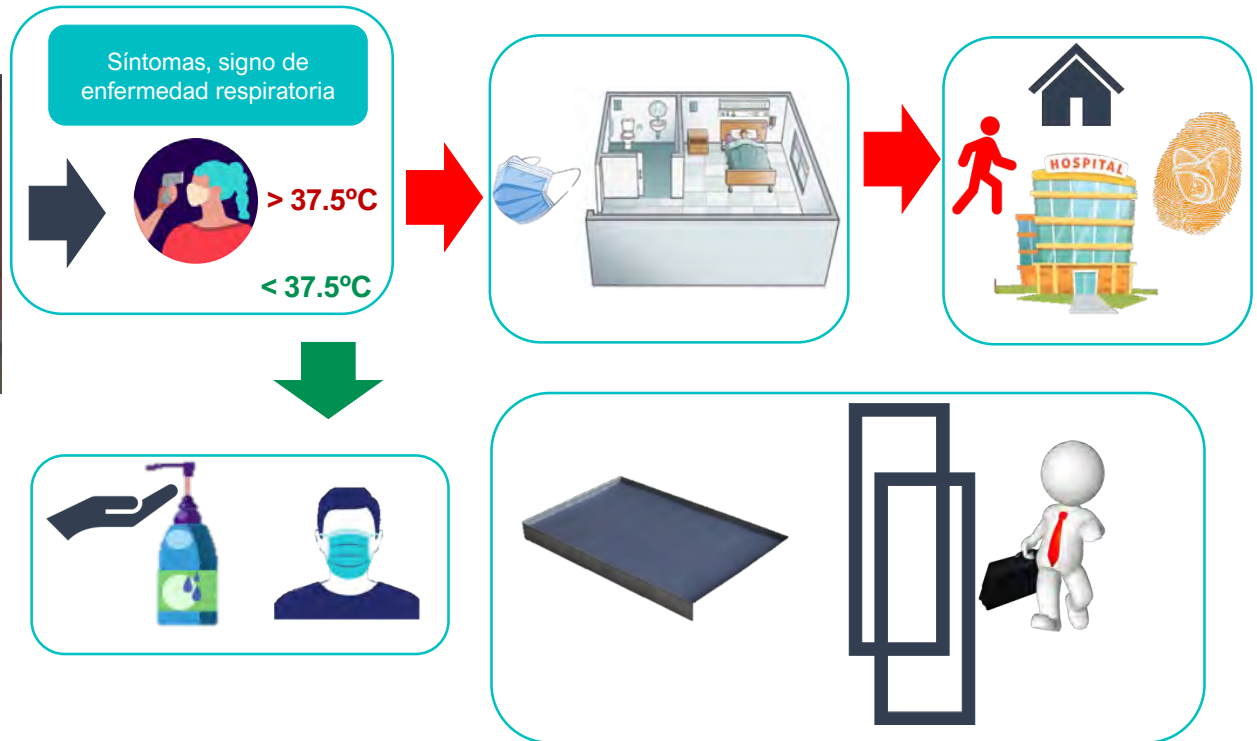 Síntomas, signo de
enfermedad respiratoria
> 37.5ºC
< 37.5ºC
HOSPITAL